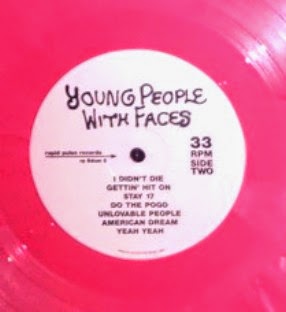 YOUNG PEOPLE
WITH FACES
rapid pulse records
33
RPM
SIDE
TWO
I DIDN'T DIE
GETTIN' HIT ON
STAY 17
DO THE POGO
UNLOVABLE PEOPLE
AMERICAN DREAM
YEAH YEAH